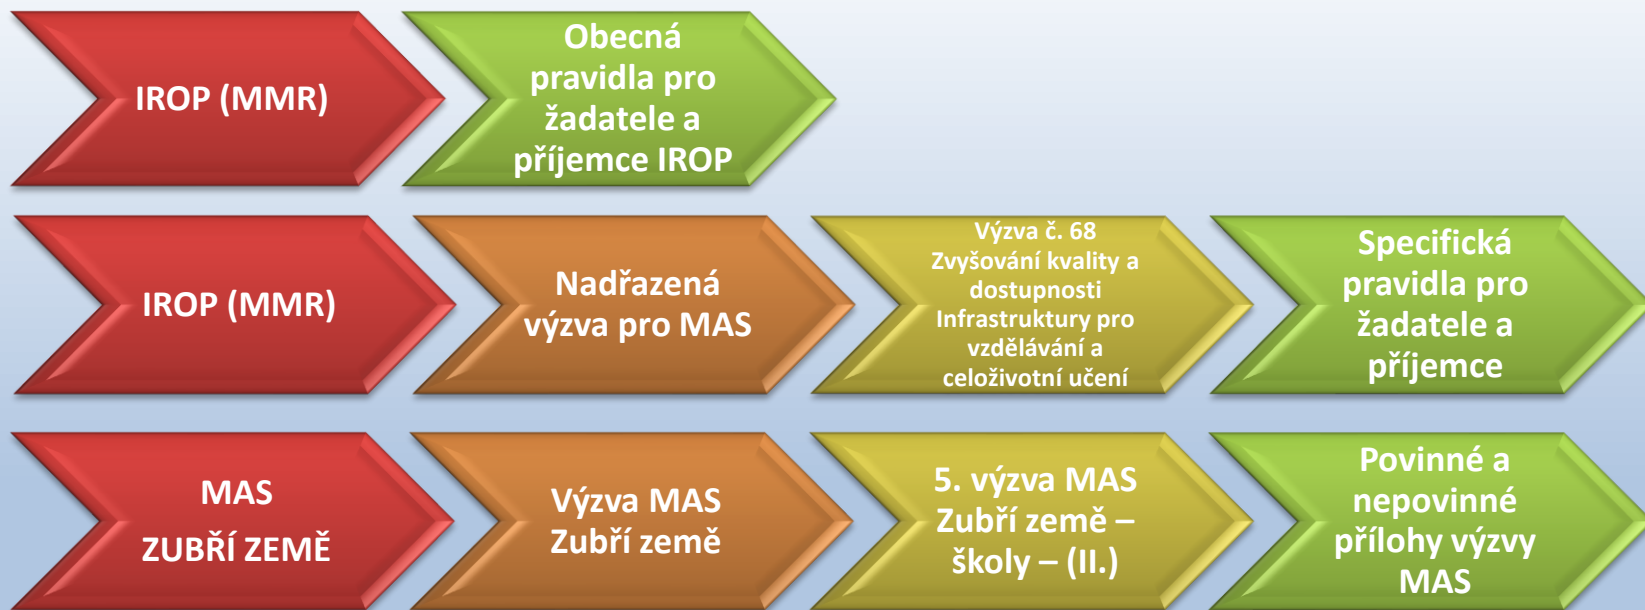 IROP (MMR)
Obecná
pravidla pro
žadatele a
příjemce IROP
IROP (MMR)
Nadřazená
výzva pro MAS
Výzva č. 68
Zvyšování kvality a
dostupnosti
Infrastruktury pro
vzdělávání a
celoživotní učení
Specifická
pravidla pro
žadatele a
příjemce
MAS
ZUBŘÍ ZEMĚ
Výzva MAS
Zubří země
5. výzva MAS
Zubří země –
školy – (II.)
Povinné a
nepovinné
přílohy výzvy
MAS